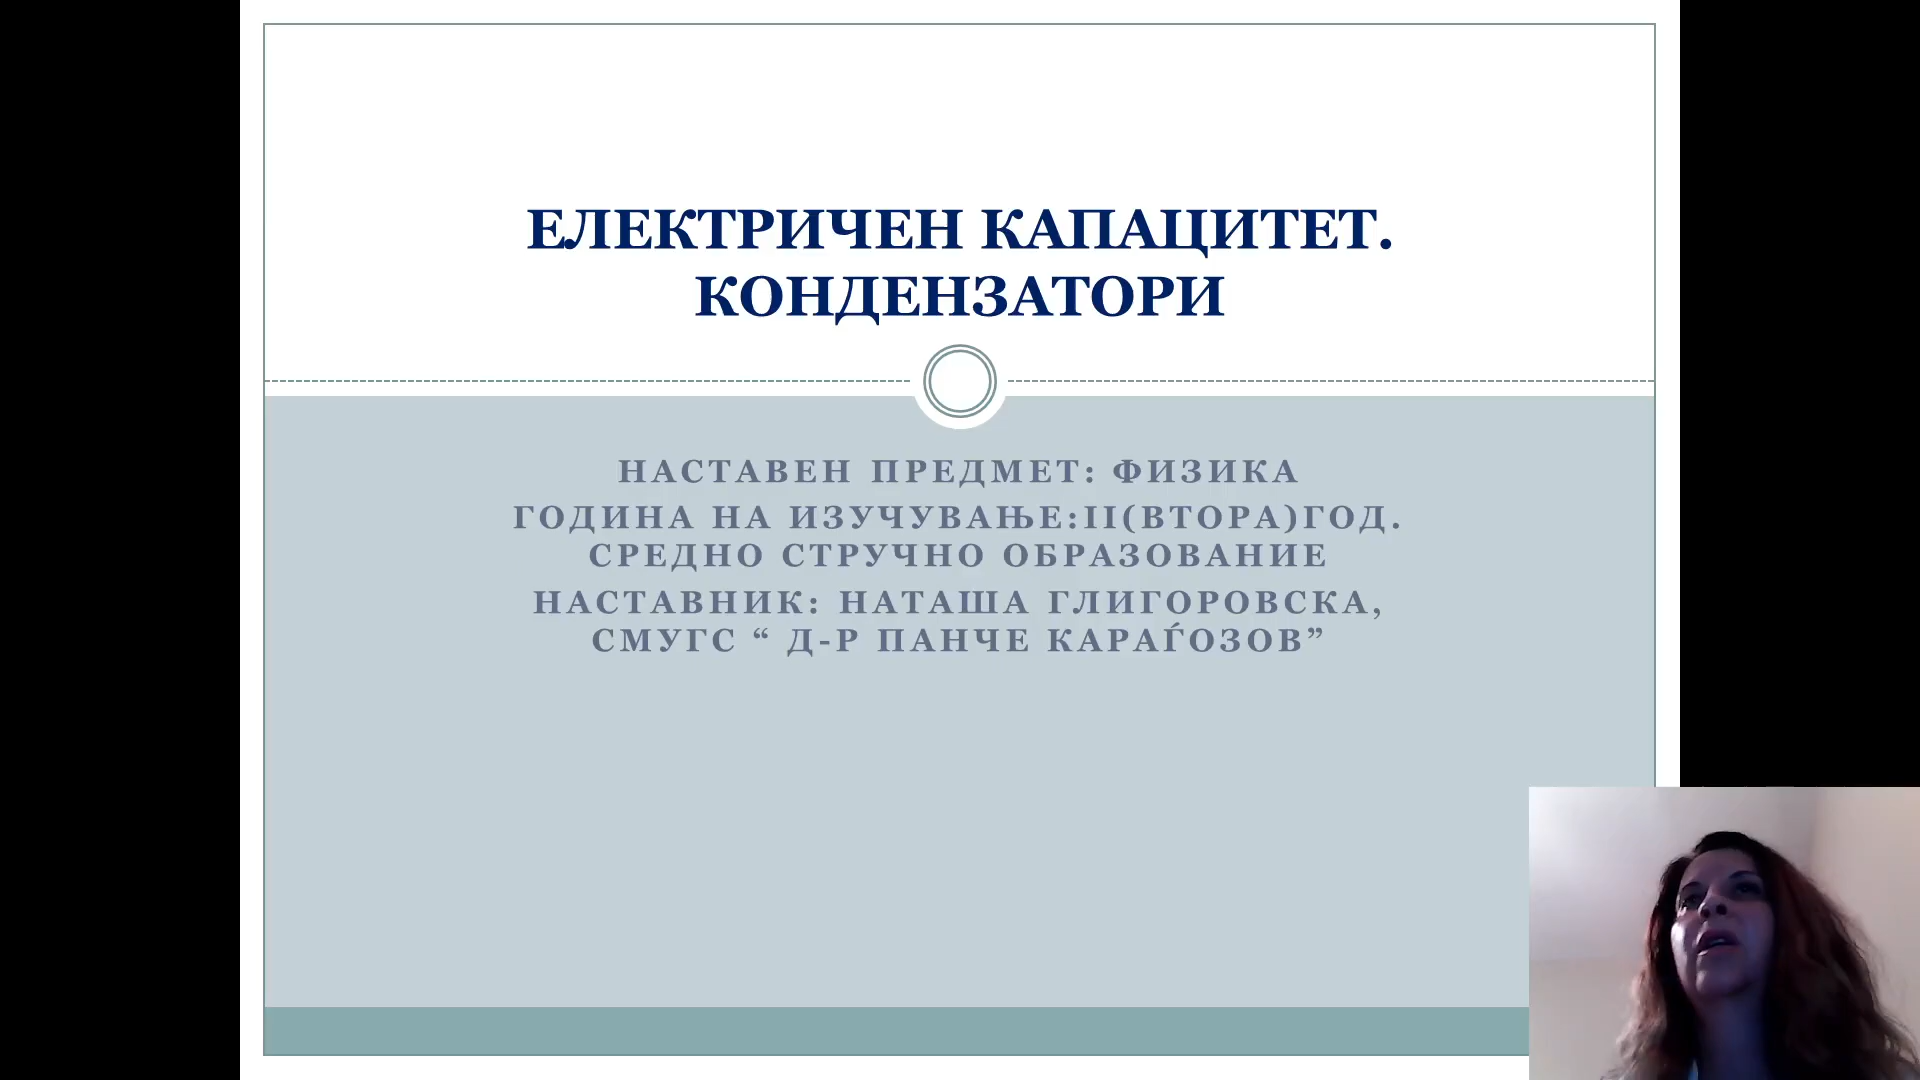 ЕЛЕКТРИЧЕН КАПАЦИТЕТ.
КОНДЕНЗАТОРИ
НАСТАВЕН ПРЕДМЕТ: ФИЗИКА
ГОДИНА НА ИЗУЧУВАЊЕ:II(ВТОРА)ГОД.
СРЕДНО СТРУЧНО ОБРАЗОВАНИЕ
НАСТАВНИК: НАТАША ГЛИГОРОВСКА,
СМУГС “ Д-Р ПАНЧЕ КАРАЃОЗОВ”